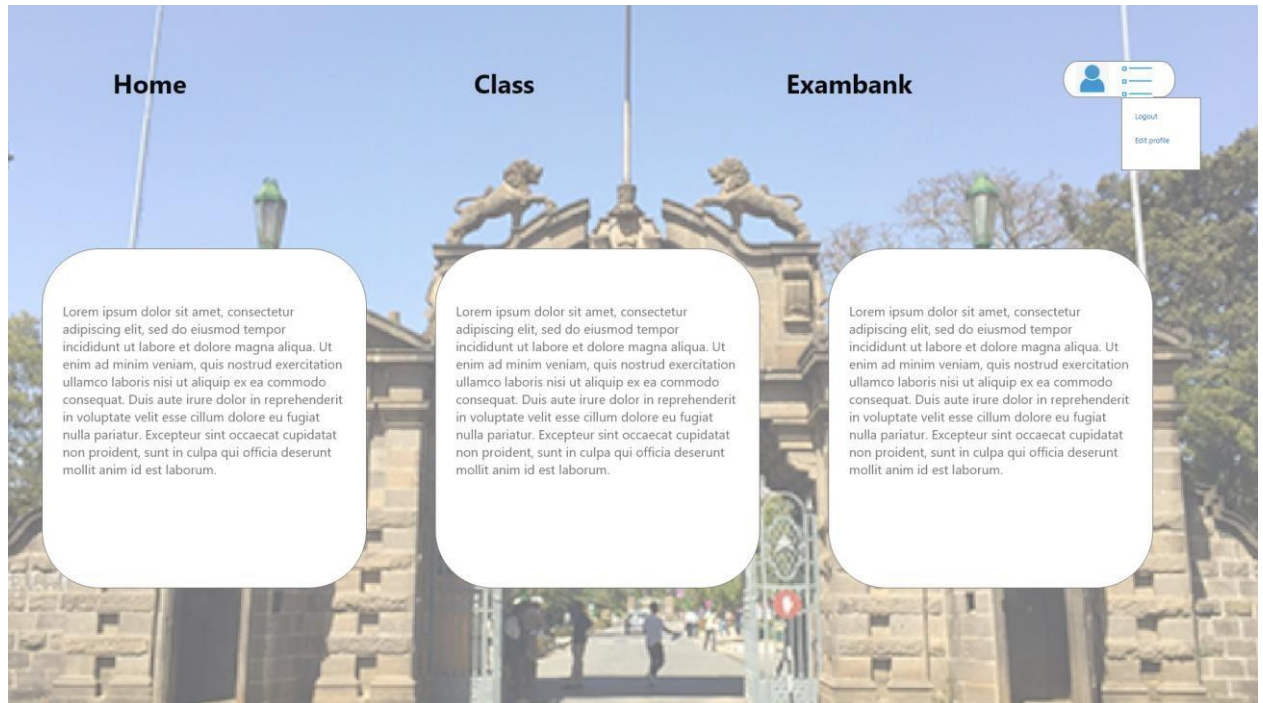 Home
Class
Exambank
Logout
Edit profile
Lorem ipsum dolor sit amet, consectetur
adipiscing elit, sed do eiusmod tempor
incididunt ut labore et dolore magna aliqua. Ut
enim ad minim veniam, quis nostrud exercitation
ullamco laboris nisi ut aliquip ex ea commodo
consequat. Duis aute irure dolor in reprehenderit
in voluptate velit esse cillum dolore eu fugiat
nulla pariatur. Excepteur sint occaecat cupidatat
non proident, sunt in culpa qui officia deserunt
mollit anim id est laborum.
Lorem ipsum dolor sit amet, consectetur
adipiscing elit, sed do eiusmod tempor
incididunt ut labore et dolore magna aliqua. Ut
enim ad minim veniam, quis nostrud exercitation
ullamco laboris nisi ut aliquip ex ea commodo
consequat. Duis aute irure dolor in reprehenderit
in voluptate velit esse cillum dolore eu fugiat
nulla pariatur. Excepteur sint occaecat cupidatat
non proident, sunt in culpa qui officia deserunt
mollit anim id est laborum.
Lorem ipsum dolor sit amet, consectetur
adipiscing elit, sed do eiusmod tempor
incididunt ut labore et dolore magna aliqua. Ut
enim ad minim veniam, quis nostrud exercitation
ullamco laboris nisi ut aliquip ex ea commodo
consequat. Duis aute irure dolor in reprehenderit
in voluptate velit esse cillum dolore eu fugiat
nulla pariatur. Excepteur sint occaecat cupidatat
non proident, sunt in culpa qui officia deserunt
mollit anim id est laborum.